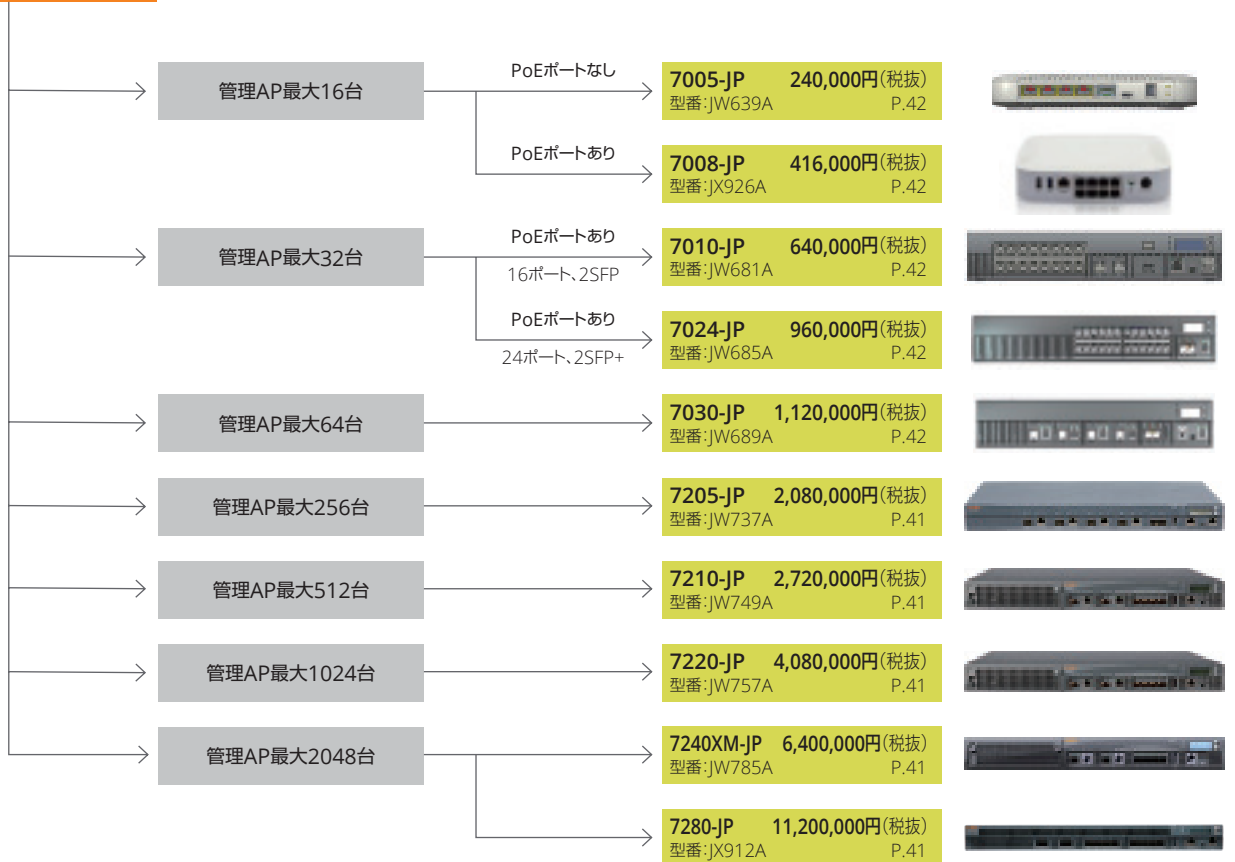 管理AP最大16台
PoEポートなし
7005-JP 240,000円(税抜)
型番:JW639A P.42
PoEポートあり
7008-JP 416,000円(税抜)
型番:JX926A P.42
管理AP最大32台
PoEポートあり
16ポート、2SFP
7010-JP 640,000円(税抜)
型番:JW681A P.42
PoEポートあり
24ポート、2SFP+
7024-JP 960,000円(税抜)
型番:JW685A P.42
管理AP最大64台
7030-JP 1,120,000円(税抜)
型番:JW689A P.42
管理AP最大256台
7205-JP 2,080,000円(税抜)
型番:JW737A P.41
管理AP最大512台
7210-JP 2,720,000円(税抜)
型番:JW749A P.41
管理AP最大1024台
7220-JP 4,080,000円(税抜)
型番:JW757A P.41
管理AP最大2048台
7240XM-JP 6,400,000円(税抜)
型番:JW785A P.41
7280-JP 11,200,000円(税抜)
型番:JX912A P.41